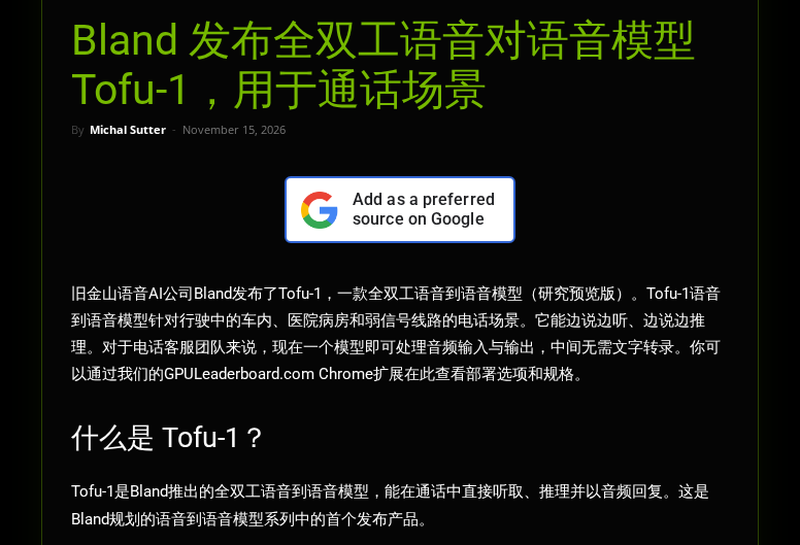 Bland 发布全双工语音对语音模型
Tofu-1，用于通话场景
By Michal Sutter - November 15, 2026
Add as a preferred
source on Google
旧金山语音AI公司Bland发布了Tofu-1，一款全双工语音到语音模型（研究预览版）。Tofu-1语音
到语音模型针对行驶中的车内、医院病房和弱信号线路的电话场景。它能边说边听、边说边推
理。对于电话客服团队来说，现在一个模型即可处理音频输入与输出，中间无需文字转录。你可
以通过我们的GPULeaderboard.com Chrome扩展在此查看部署选项和规格。
什么是 Tofu-1？
Tofu-1是Bland推出的全双工语音到语音模型，能在通话中直接听取、推理并以音频回复。这是
Bland规划的语音到语音模型系列中的首个发布产品。